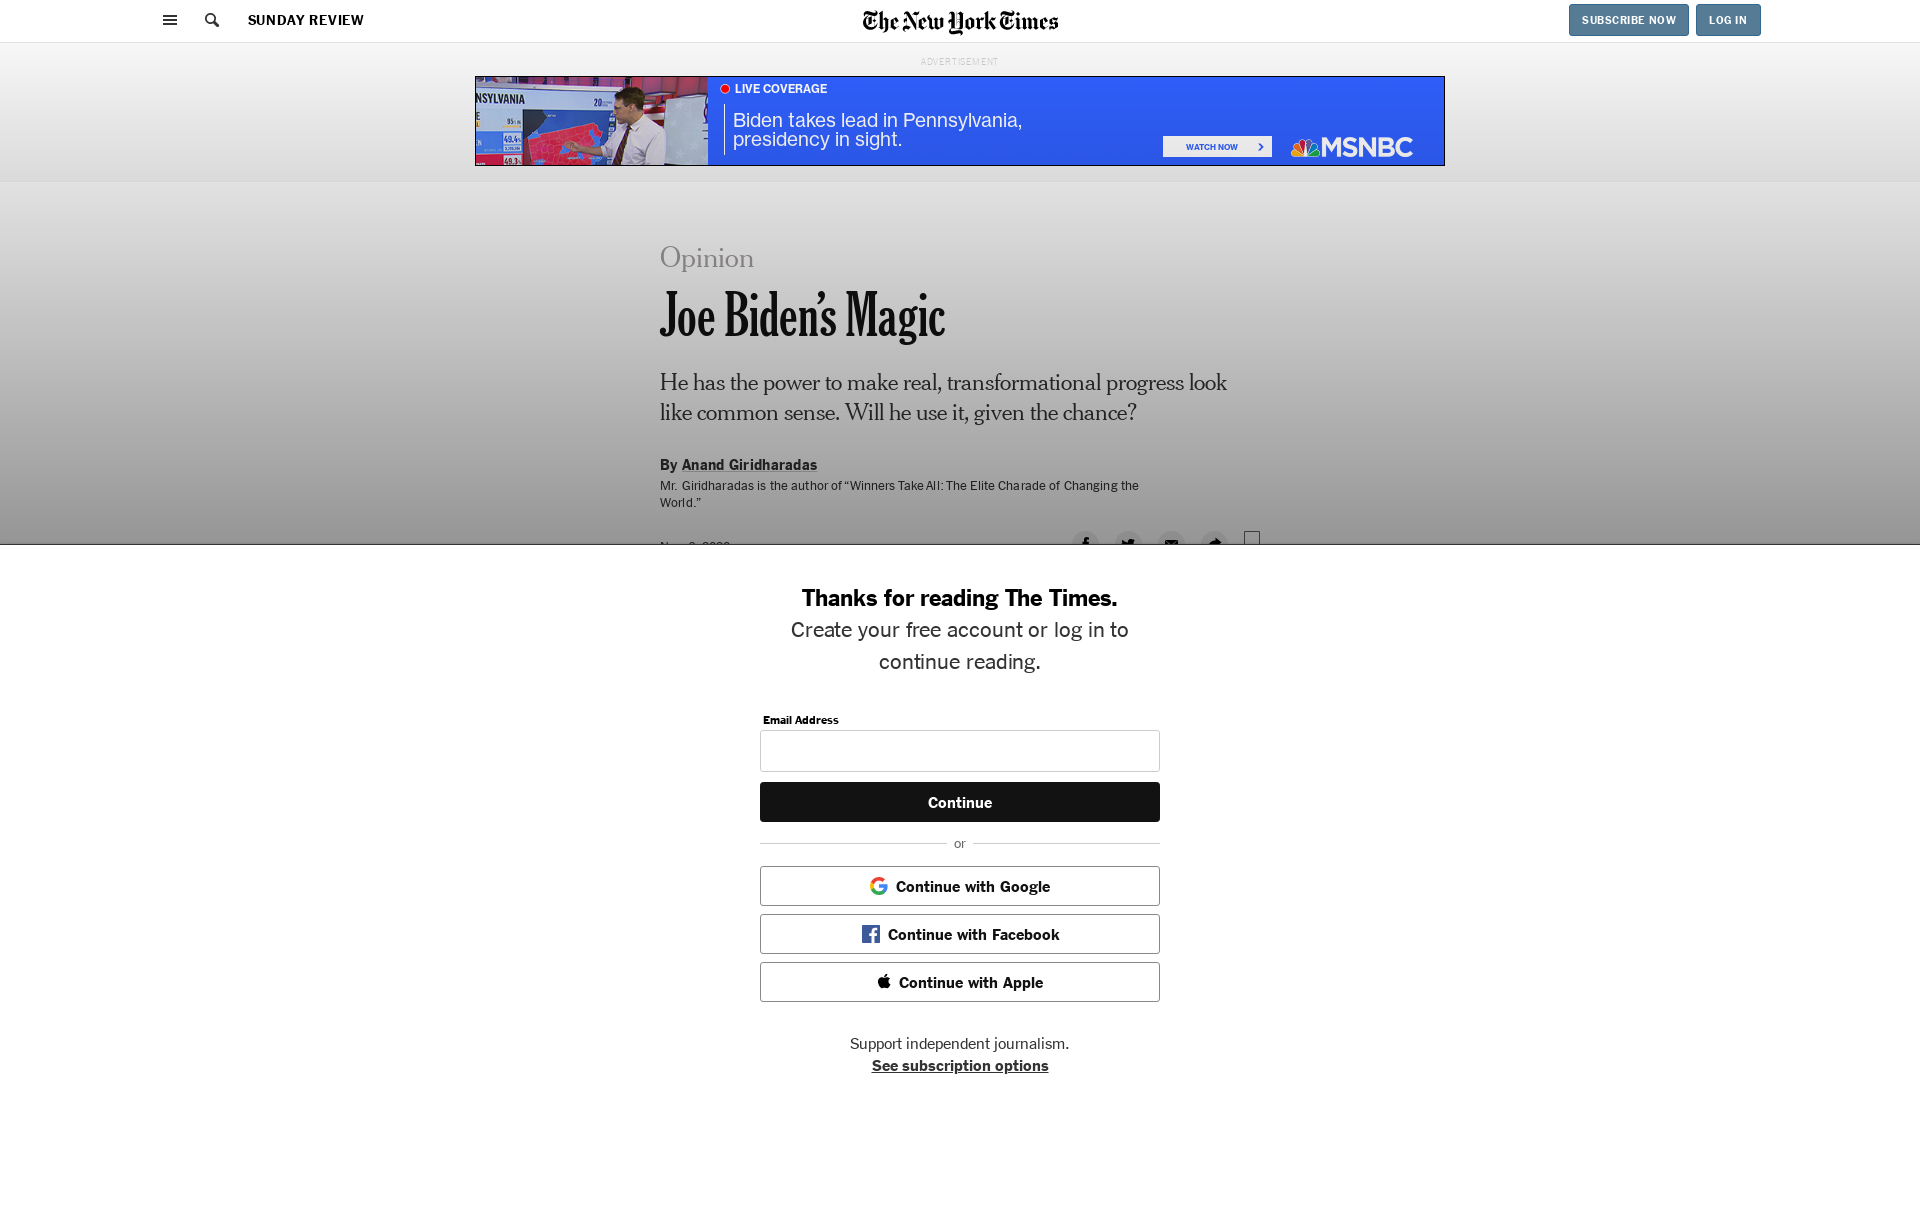 SUNDAY REVIEW
The New York Times
SUBSCRIBE NOW
LOG IN
ADVERTISEMENT
NSYLVANIA
LIVE COVERAGE
Biden takes lead in Pennsylvania,
presidency in sight.
WATCH NOW
MSNBC
Opinion
Joe Biden’s Magic
He has the power to make real, transformational progress look
like common sense. Will he use it, given the chance?
By Anand Giridharadas
Mr. Giridharadas is the author of “Winners Take All: The Elite Charade of Changing the
World.”
Thanks for reading The Times.
Create your free account or log in to
continue reading.
Email Address
Continue
or
Continue with Google
Continue with Facebook
Continue with Apple
Support independent journalism.
See subscription options